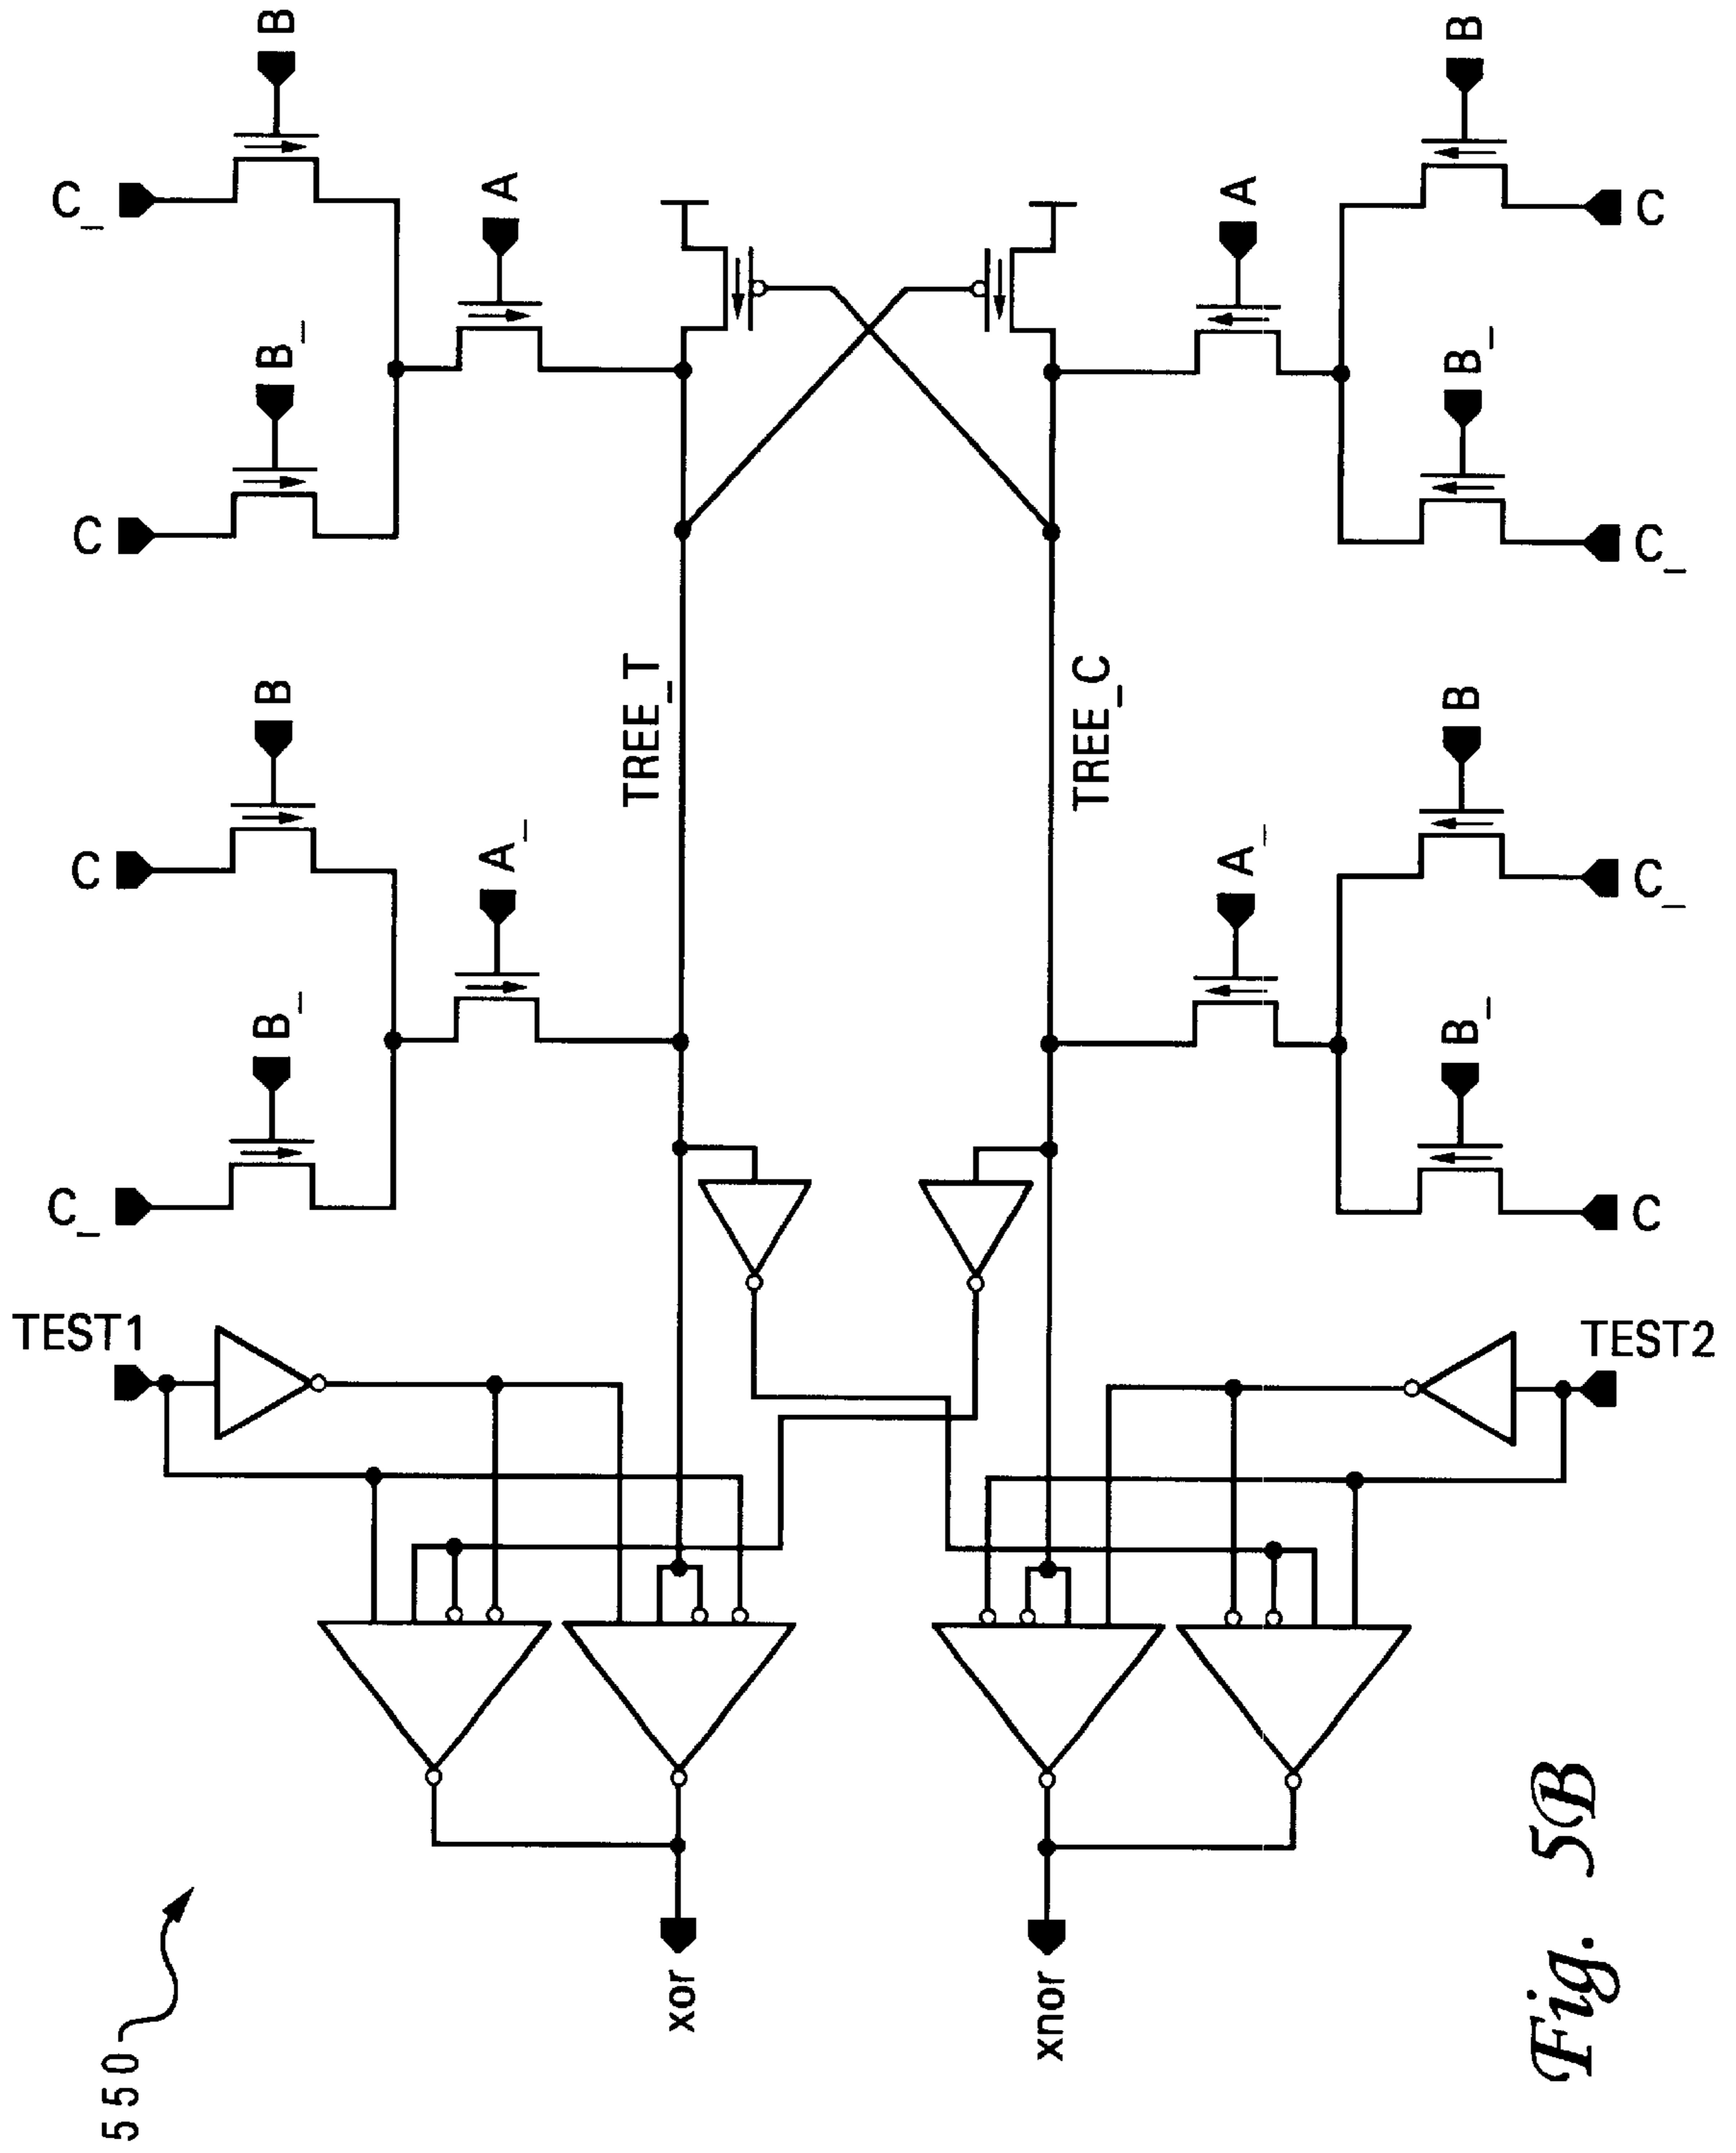 B
B
C_
A
A
C
B_
B_
C
C_
B
B
TREE_T
TREE_C
C
A_
A_
C_
B_
B_
C_
C
TEST1
TEST2
xor
xnor
550
Fig. 5B